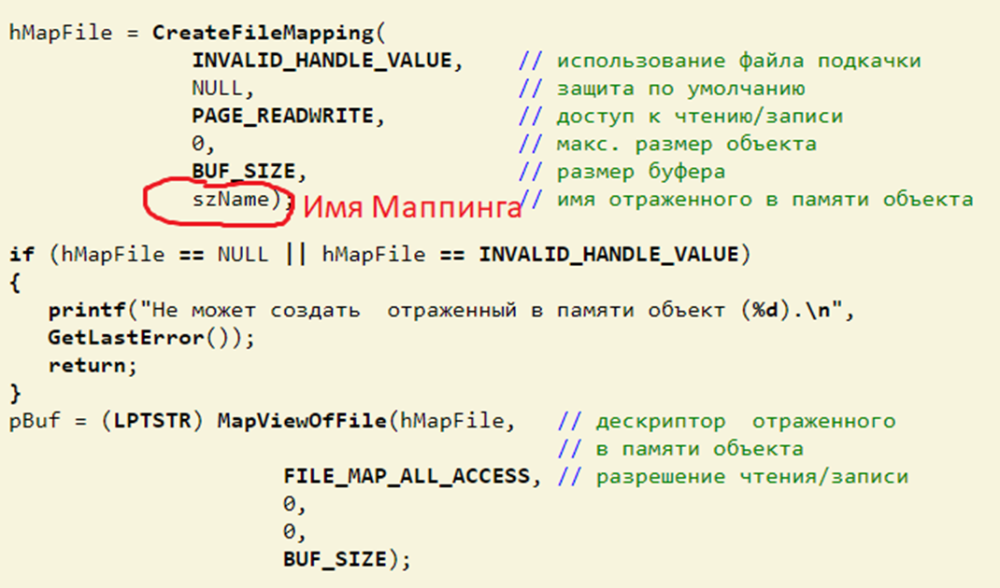 hMapFile = CreateFileMapping(
INVALID_HANDLE_VALUE, // использование файла подкачки
NULL, // защита по умолчанию
PAGE_READWRITE, // доступ к чтению/записи
0, // макс. размер объекта
BUF_SIZE, // размер буфера
szName); Имя Маппинга // имя отраженного в памяти объекта
if (hMapFile == NULL || hMapFile == INVALID_HANDLE_VALUE)
{
printf("Не может создать  отраженный в памяти объект (%d).\n",
GetLastError());
return;
}
pBuf = (LPTSTR) MapViewOfFile(hMapFile, // дескриптор  отраженного
// в памяти объекта
FILE_MAP_ALL_ACCESS, // разрешение чтения/записи
0,
0,
BUF_SIZE);